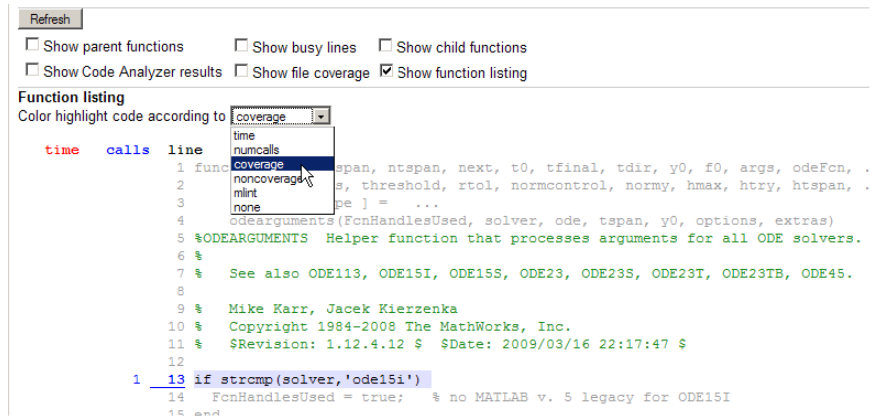 Refresh
Show parent functions Show busy lines Show child functions
Show Code Analyzer results Show file coverage Show function listing
Function listing
Color highlight code according to coverage
time
numcalls
coverage
noncoverage
mlint
none
time calls line
1 func span, ntspan, next, t0, tfinal, tdir, y0, f0, args, odeFcn, .
2 s, threshold, rtol, normcontrol, normy, hmax, htry, htspan, .
3 pe ] = ...
4 odearguments(FcnHandlesUsed, solver, ode, tspan, y0, options, extras)
5 %ODEARGUMENTS Helper function that processes arguments for all ODE solvers.
6 %
7 % See also ODE113, ODE15I, ODE15S, ODE23, ODE23S, ODE23T, ODE23TB, ODE45.
8
9 % Mike Karr, Jacek Kierzenka
10 % Copyright 1984-2008 The MathWorks, Inc.
11 % $Revision: 1.12.4.12 $ $Date: 2009/03/16 22:17:47 $
12
1 13 if strcmp(solver,'ode15i')
14 FcnHandlesUsed = true; % no MATLAB v. 5 legacy for ODE15I
15 end